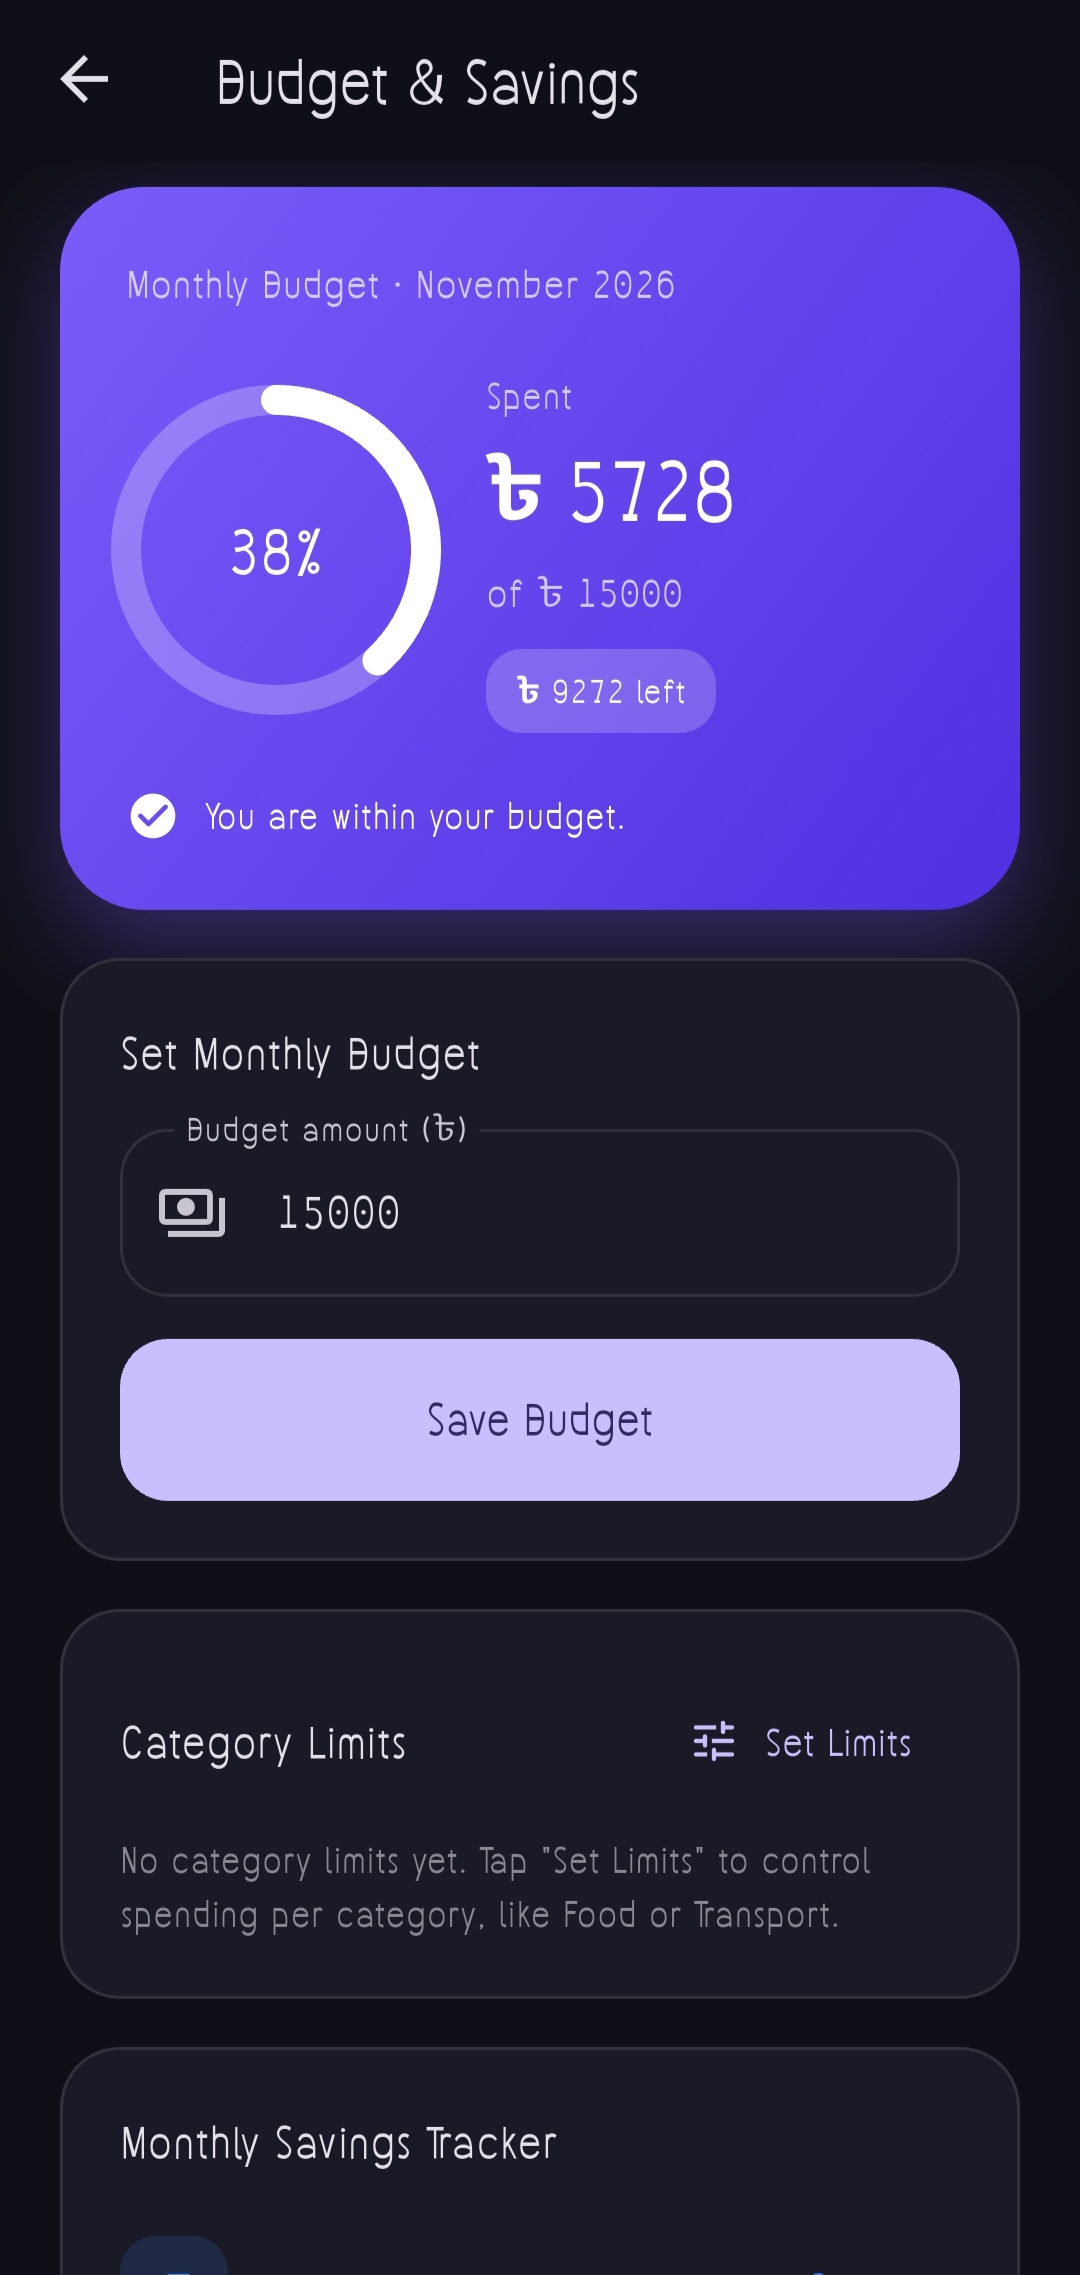 Budget & Savings
Monthly Budget · November 2026
Spent
৳ 5728
38%
of ৳ 15000
৳ 9272 left
You are within your budget.
Set Monthly Budget
Budget amount (৳)
15000
Save Budget
Category Limits
Set Limits
No category limits yet. Tap "Set Limits" to control
spending per category, like Food or Transport.
Monthly Savings Tracker